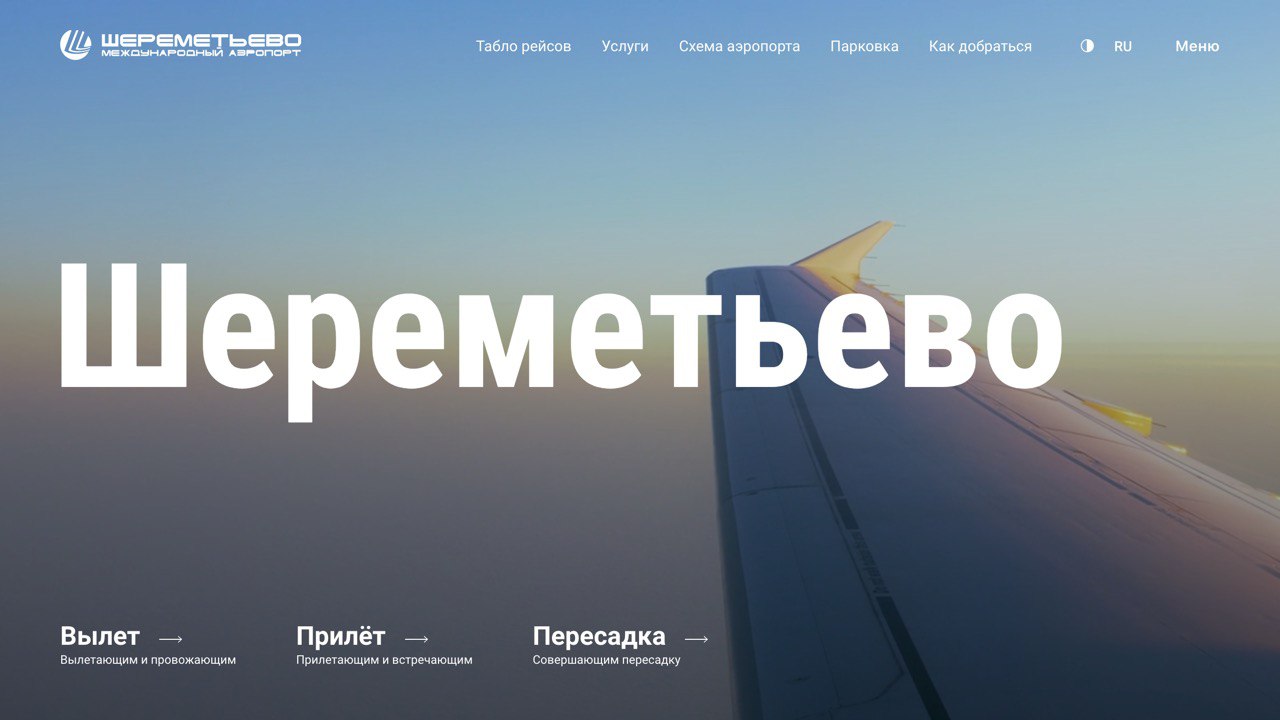 ШЕРЕМЕТЬЕВО
МЕЖДУНАРОДНЫЙ АЭРОПОРТ
Табло рейсов Услуги Схема аэропорта Парковка Как добраться RU Меню
Шереметьево
Вылет Прилёт Пересадка
Вылетающим и провожающим Прилетающим и встречающим Совершающим пересадку